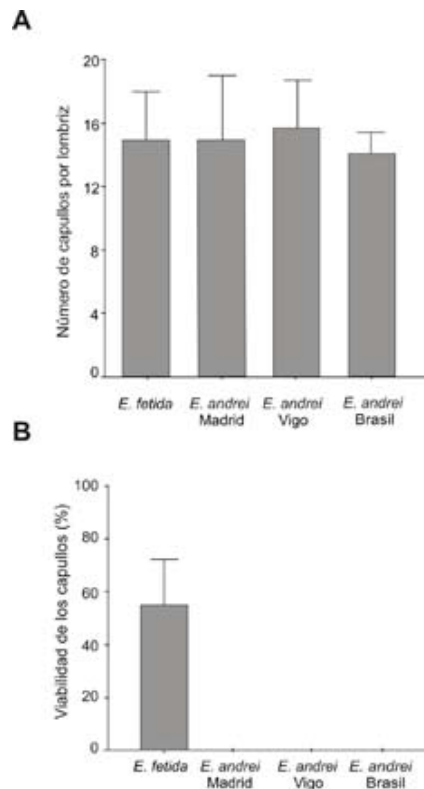 A
Número de capullos por lombriz
20
16
12
8
4
0
E. fetida E. andrei E. andrei E. andrei
Madrid Vigo Brasil
B
Viabilidad de los capullos (%)
100
80
60
40
20
0
E. fetida E. andrei E. andrei E. andrei
Madrid Vigo Brasil